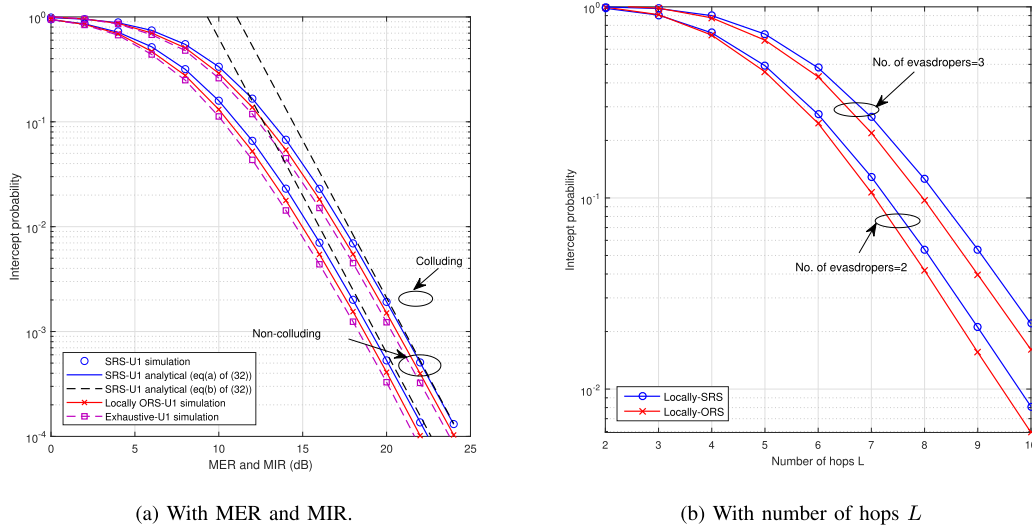 10^0
10^-1
10^-2
10^-3
10^-4
Intercept probability
0 5 10 15 20 25
MER and MIR (dB)
Colluding
Non-colluding
SRS-U1 simulation
SRS-U1 analytical (eq(a) of (32))
SRS-U1 analytical (eq(b) of (32))
Locally ORS-U1 simulation
Exhaustive-U1 simulation
(a) With MER and MIR.
10^0
10^-1
10^-2
Intercept probability
2 3 4 5 6 7 8 9 10
Number of hops L
No. of evasdropers=3
No. of evasdropers=2
Locally-SRS
Locally-ORS
(b) With number of hops L